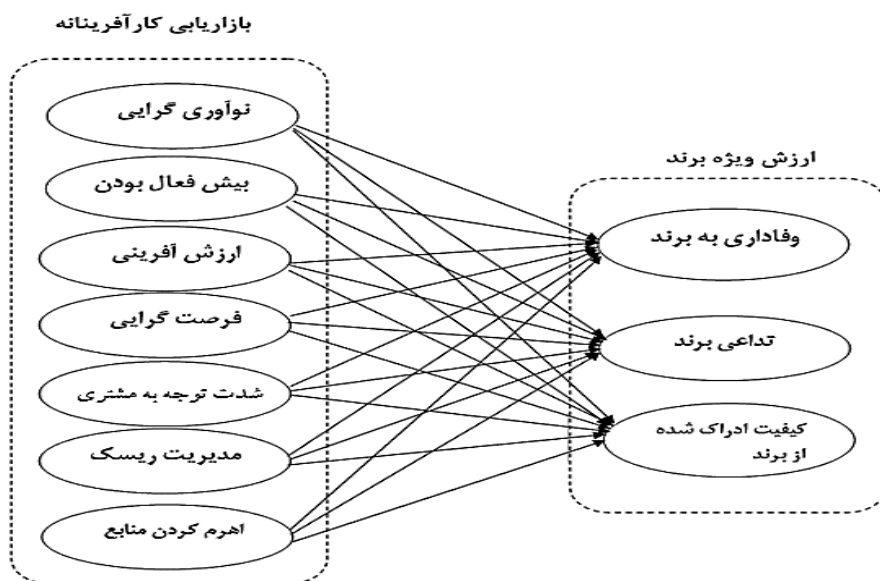 بازاریابی کارآفرینانه
نوآوری گرایی
بیش فعال بودن
ارزش آفرینی
فرصت گرایی
شدت توجه به مشتری
مدیریت ریسک
اهرم کردن منابع
ارزش ویژه برند
وفاداری به برند
تداعی برند
کیفیت ادراک شده
از برند